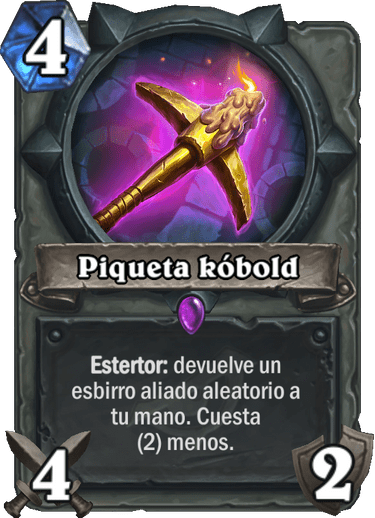 4
Piqueta kóbold
Estertor: devuelve un
esbirro aliado aleatorio a
tu mano. Cuesta
(2) menos.
4
2